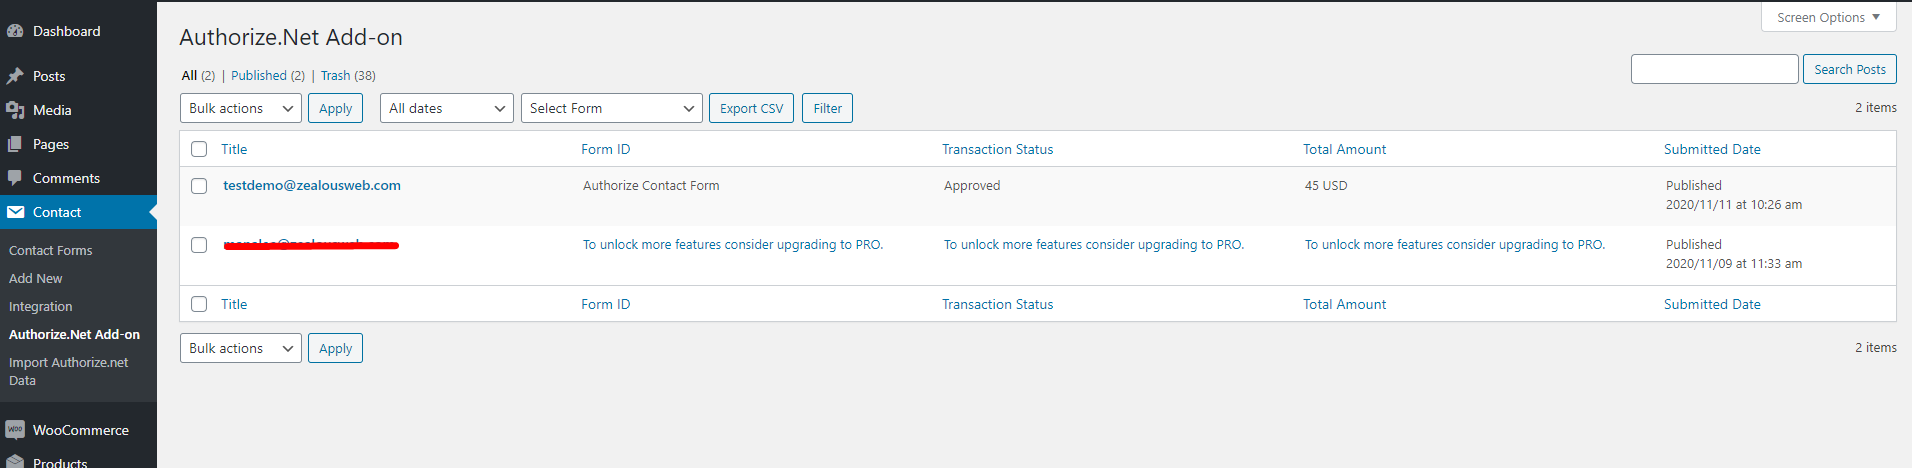 Screen Options ▼
Dashboard
Posts
Media
Pages
Comments
Contact
Contact Forms
Add New
Integration
Authorize.Net Add-on
Import Authorize.net
Data
WooCommerce
Products
Authorize.Net Add-on
All (2) | Published (2) | Trash (38)
Search Posts
Bulk actions Apply All dates Select Form Export CSV Filter
2 items
Title Form ID Transaction Status Total Amount Submitted Date
testdemo@zealousweb.com Authorize Contact Form Approved 45 USD Published
2020/11/11 at 10:26 am
To unlock more features consider upgrading to PRO. To unlock more features consider upgrading to PRO. To unlock more features consider upgrading to PRO. Published
2020/11/09 at 11:33 am
Title Form ID Transaction Status Total Amount Submitted Date
Bulk actions Apply
2 items